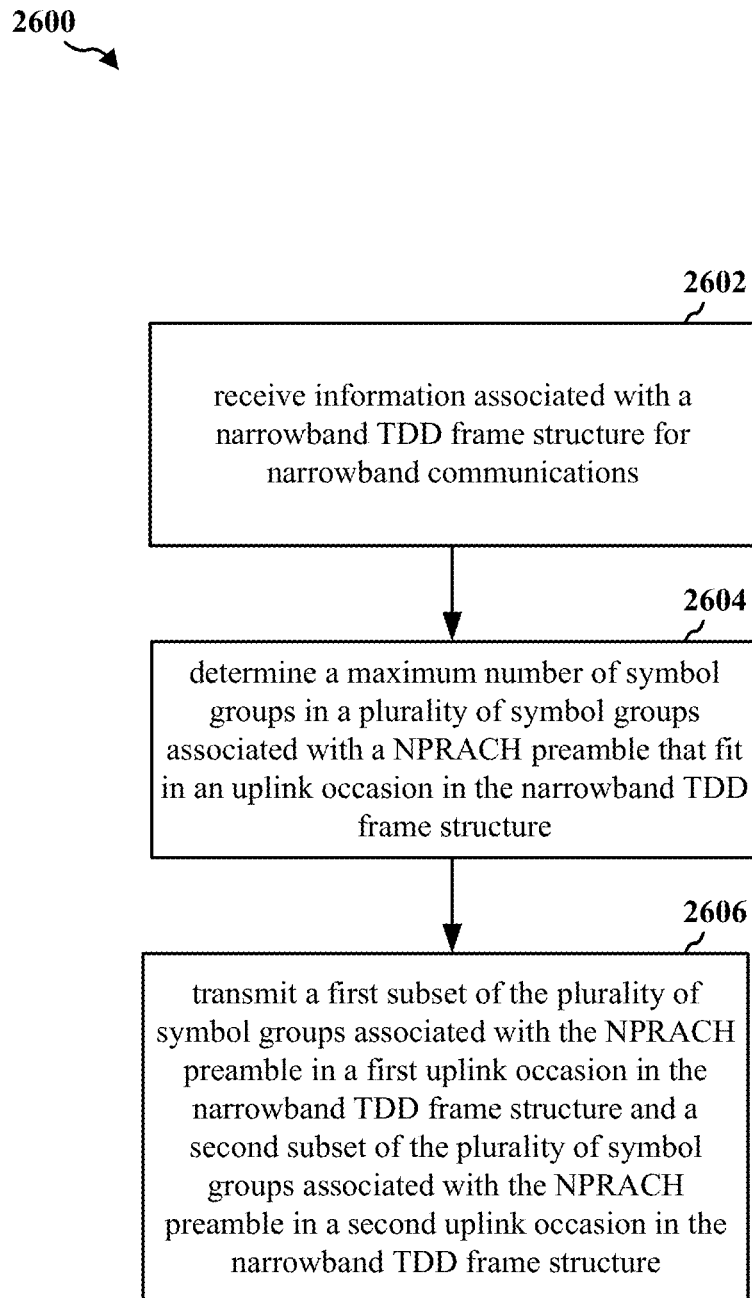 2600
2602
receive information associated with a
narrowband TDD frame structure for
narrowband communications
2604
determine a maximum number of symbol
groups in a plurality of symbol groups
associated with a NPRACH preamble that fit
in an uplink occasion in the narrowband TDD
frame structure
2606
transmit a first subset of the plurality of
symbol groups associated with the NPRACH
preamble in a first uplink occasion in the
narrowband TDD frame structure and a
second subset of the plurality of symbol
groups associated with the NPRACH
preamble in a second uplink occasion in the
narrowband TDD frame structure